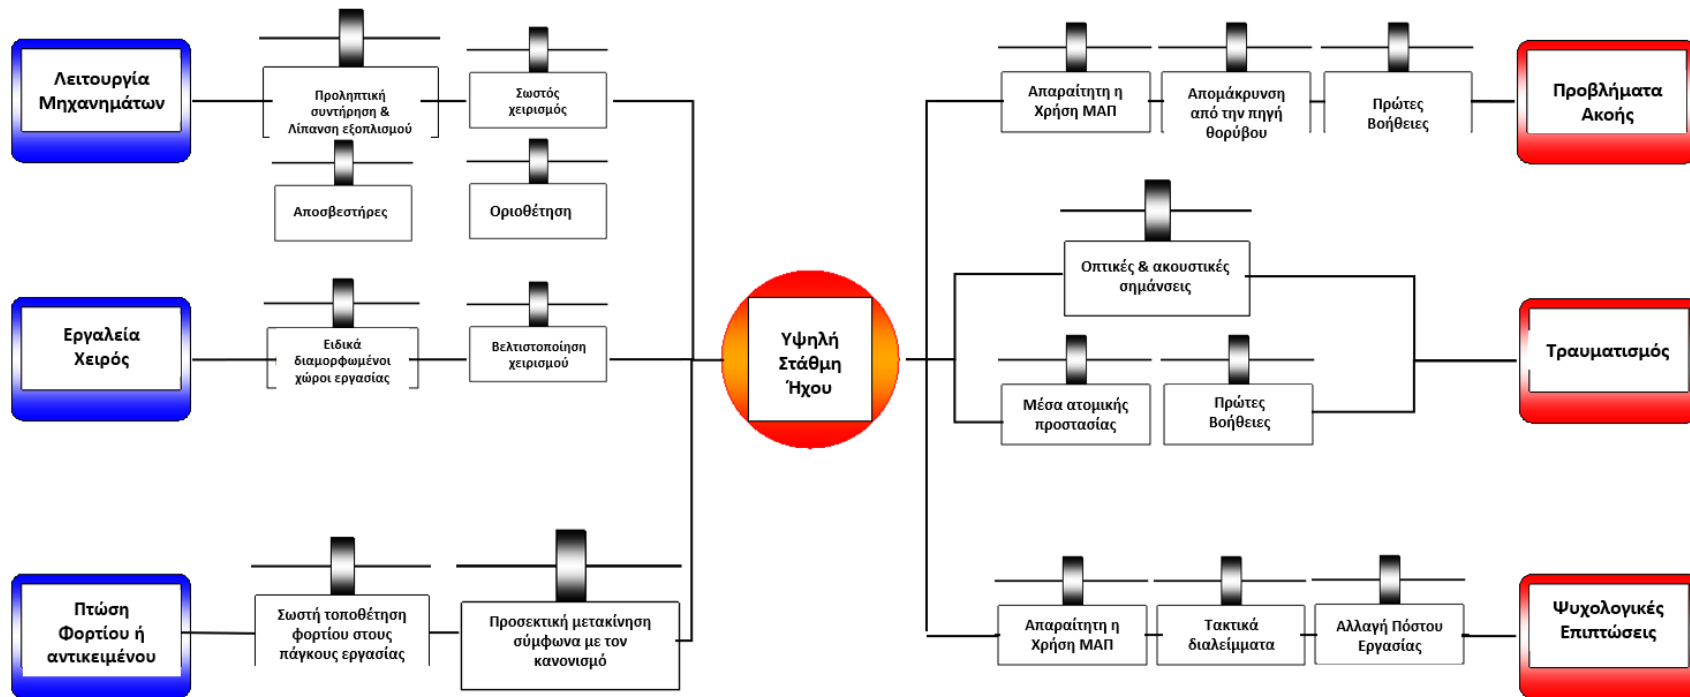 Λειτουργία
Μηχανημάτων
Προληπτική
συντήρηση &
Λίπανση εξοπλισμού
Σωστός
χειρισμός
Αποσβεστήρες
Οριοθέτηση
Εργαλεία
Χειρός
Ειδικά
διαμορφωμένοι
χώροι εργασίας
Βελτιστοποίηση
χειρισμού
Πτώση
Φορτίου ή
αντικειμένου
Σωστή τοποθέτηση
φορτίου στους
πάγκους εργασίας
Προσεκτική μετακίνηση
σύμφωνα με τον
κανονισμό
Υψηλή
Στάθμη
Ήχου
Απαραίτητη η
Χρήση ΜΑΠ
Απομάκρυνση
από την πηγή
θορύβου
Πρώτες
Βοήθειες
Προβλήματα
Ακοής
Οπτικές & ακουστικές
σημάνσεις
Μέσα ατομικής
προστασίας
Πρώτες
Βοήθειες
Τραυματισμός
Απαραίτητη η
Χρήση ΜΑΠ
Τακτικά
διαλείμματα
Αλλαγή Πόστου
Εργασίας
Ψυχολογικές
Επιπτώσεις